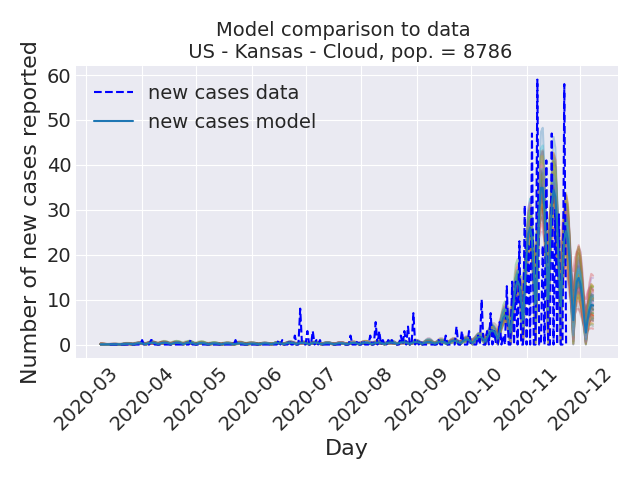 Model comparison to data
US - Kansas - Cloud, pop. = 8786
Number of new cases reported
60
50
40
30
20
10
0
new cases data
new cases model
2020-03
2020-04
2020-05
2020-06
2020-07
2020-08
2020-09
2020-10
2020-11
2020-12
Day